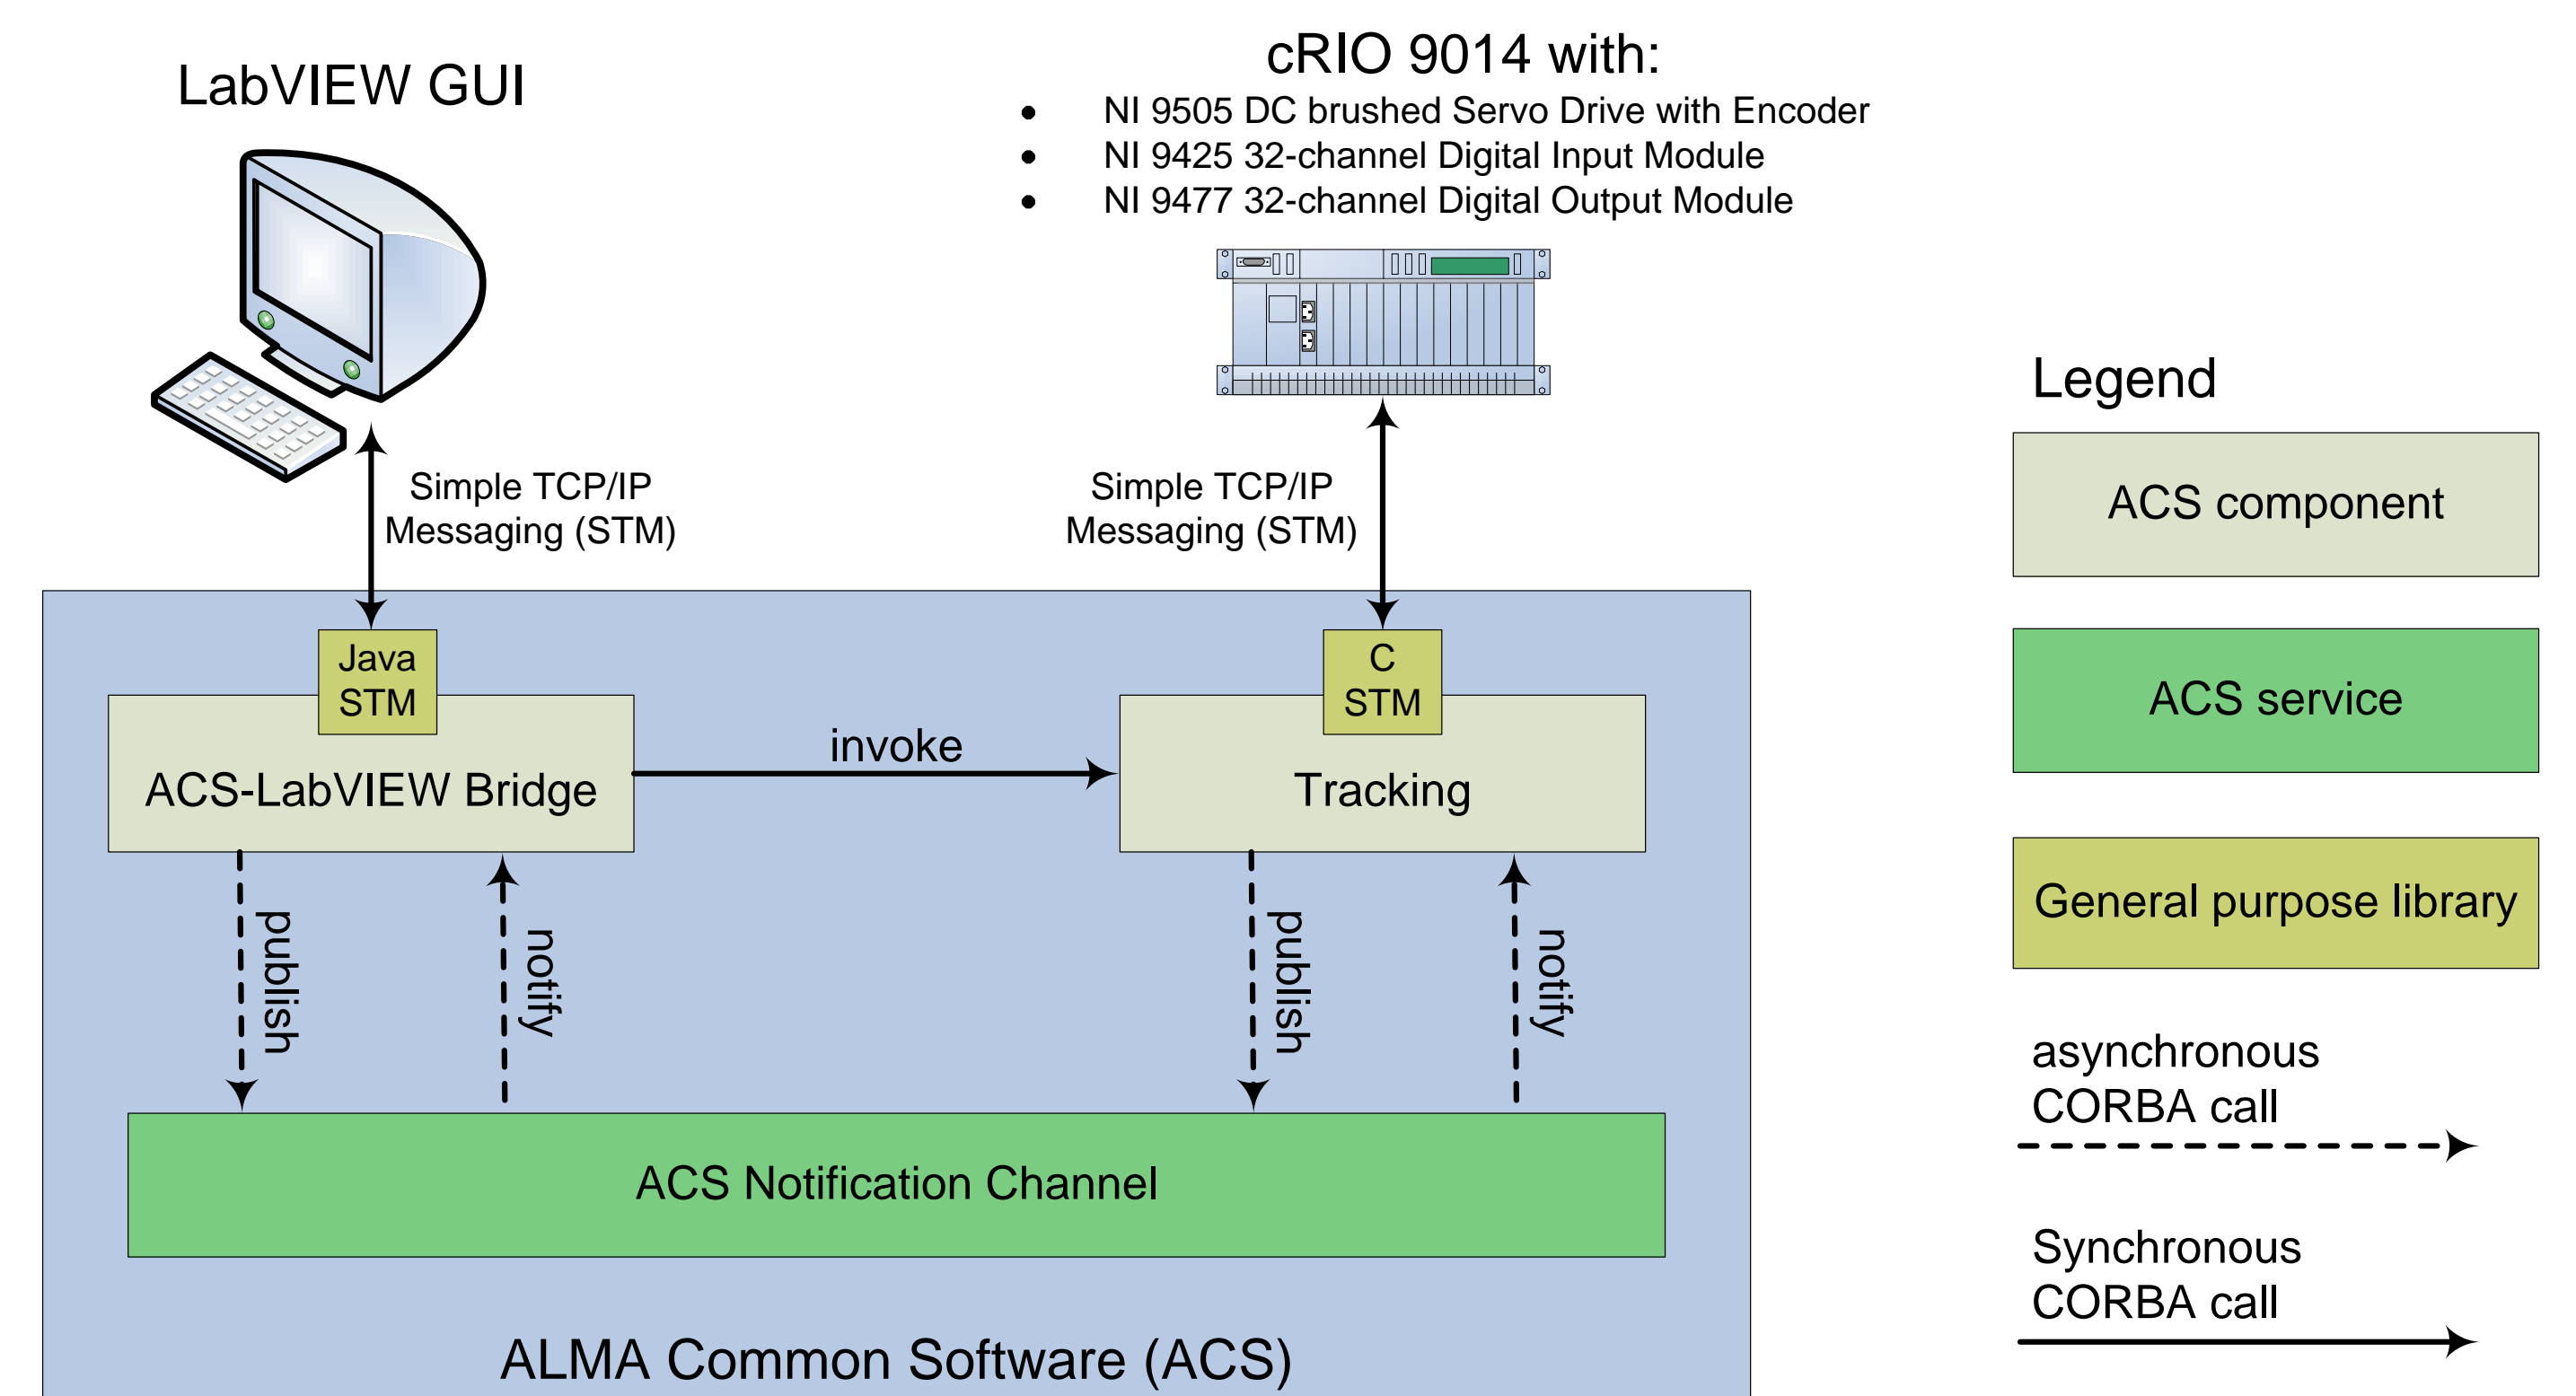 LabVIEW GUI
cRIO 9014 with:
• NI 9505 DC brushed Servo Drive with Encoder
• NI 9425 32-channel Digital Input Module
• NI 9477 32-channel Digital Output Module
Simple TCP/IP
Messaging (STM)
Simple TCP/IP
Messaging (STM)
Java
STM
ACS-LabVIEW Bridge
invoke
C
STM
Tracking
publish
notify
publish
notify
ACS Notification Channel
ALMA Common Software (ACS)
Legend
ACS component
ACS service
General purpose library
asynchronous
CORBA call
Synchronous
CORBA call